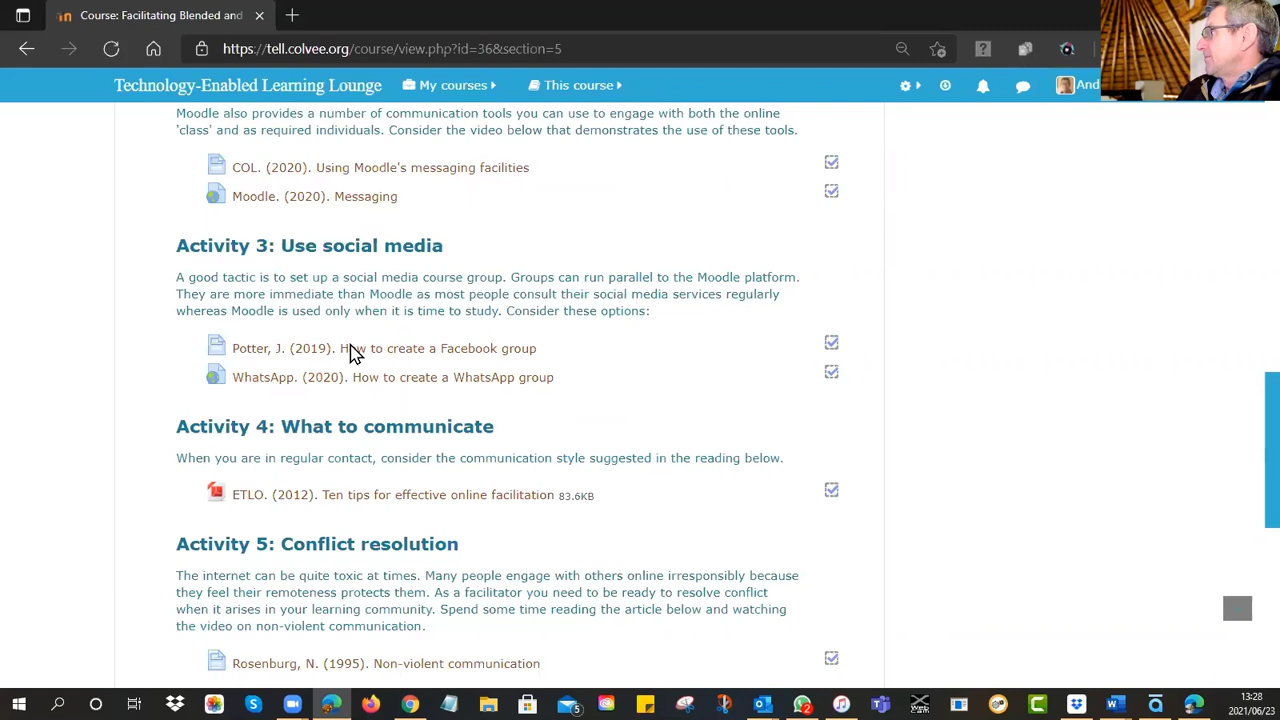 Course: Facilitating Blended and
https://tell.colvee.org/course/view.php?id=36&section=5
Technology-Enabled Learning Lounge
My courses
This course
And
Moodle also provides a number of communication tools you can use to engage with both the online
'class' and as required individuals. Consider the video below that demonstrates the use of these tools.
COL. (2020). Using Moodle's messaging facilities
Moodle. (2020). Messaging
Activity 3: Use social media
A good tactic is to set up a social media course group. Groups can run parallel to the Moodle platform.
They are more immediate than Moodle as most people consult their social media services regularly
whereas Moodle is used only when it is time to study. Consider these options:
Potter, J. (2019). How to create a Facebook group
WhatsApp. (2020). How to create a WhatsApp group
Activity 4: What to communicate
When you are in regular contact, consider the communication style suggested in the reading below.
ETLO. (2012). Ten tips for effective online facilitation 83.6KB
Activity 5: Conflict resolution
The internet can be quite toxic at times. Many people engage with others online irresponsibly because
they feel their remoteness protects them. As a facilitator you need to be ready to resolve conflict
when it arises in your learning community. Spend some time reading the article below and watching
the video on non-violent communication.
Rosenburg, N. (1995). Non-violent communication
13:28
2021/06/23